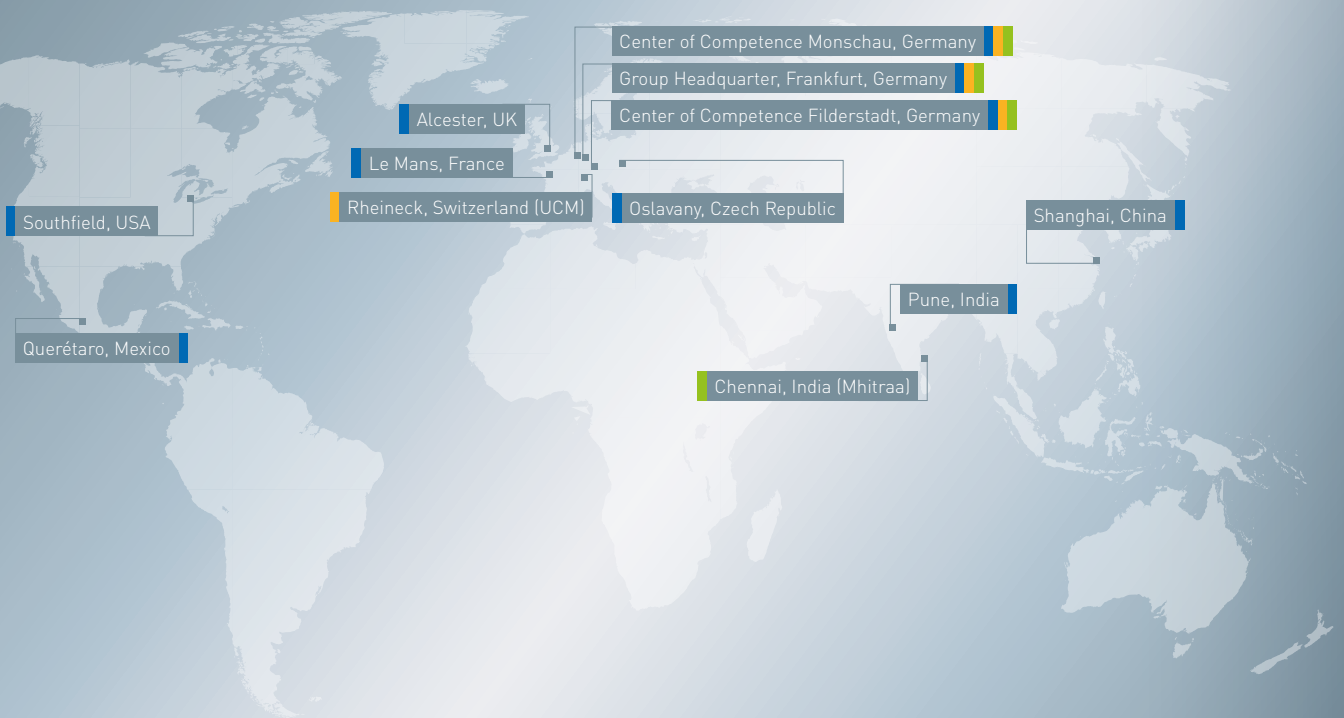 Center of Competence Monschau, Germany
Group Headquarter, Frankfurt, Germany
Center of Competence Filderstadt, Germany
Alcester, UK
Le Mans, France
Rheineck, Switzerland (UCM)
Oslavany, Czech Republic
Southfield, USA
Shanghai, China
Pune, India
Querétaro, Mexico
Chennai, India (Mhitraa)